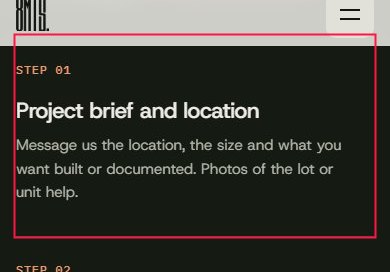 8MTS.
STEP 01
Project brief and location
Message us the location, the size and what you
want built or documented. Photos of the lot or
unit help.
STEP 02